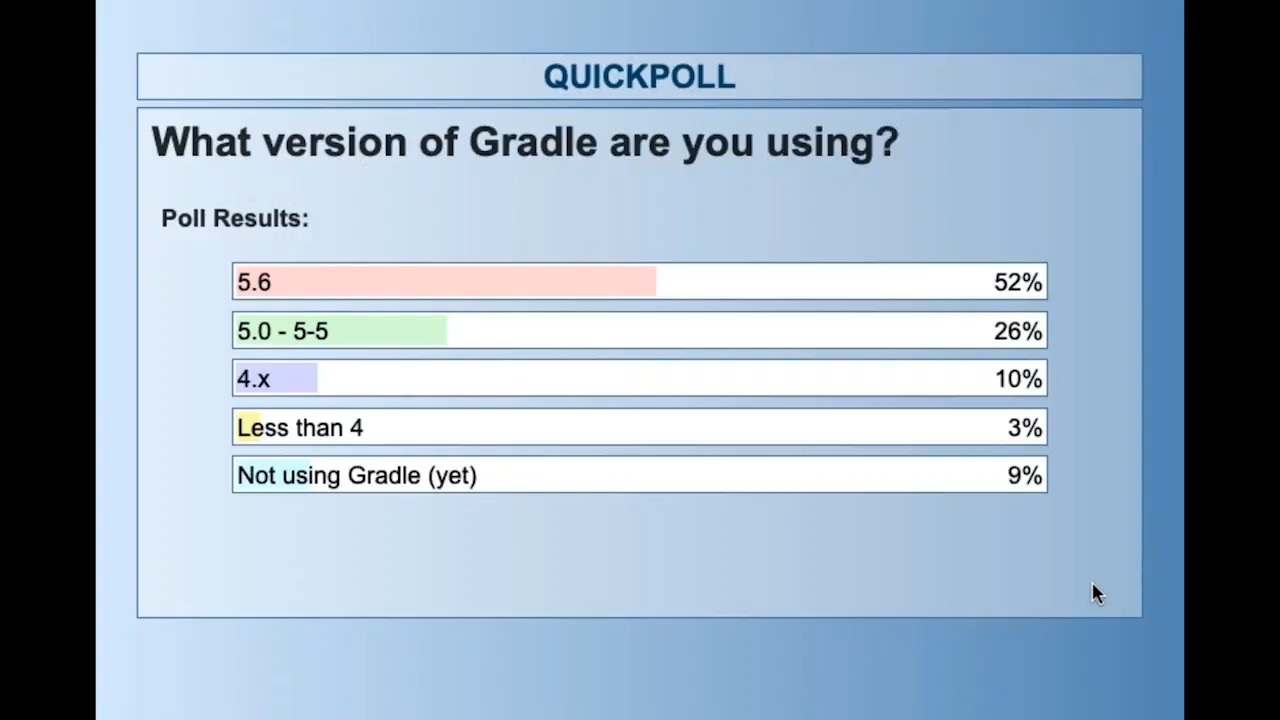 QUICKPOLL
What version of Gradle are you using?
Poll Results:
5.6 52%
5.0 - 5-5 26%
4.x 10%
Less than 4 3%
Not using Gradle (yet) 9%